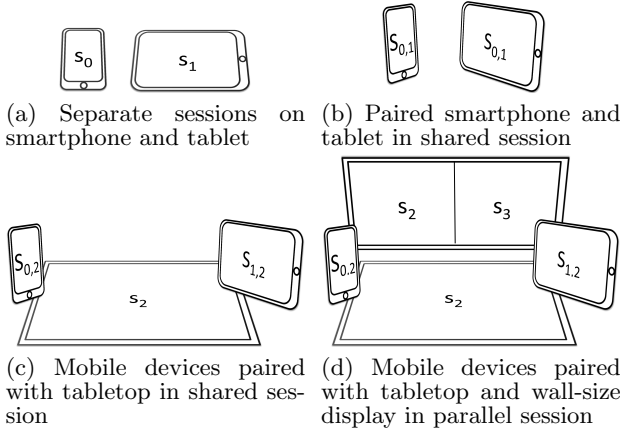 s0
s1
S0,1
S0,1
(a) Separate sessions on
smartphone and tablet
(b) Paired smartphone and
tablet in shared session
S0,2
S1,2
s2
s2
s3
S0.2
S1.2
s2
(c) Mobile devices paired
with tabletop in shared ses-
sion
(d) Mobile devices paired
with tabletop and wall-size
display in parallel session